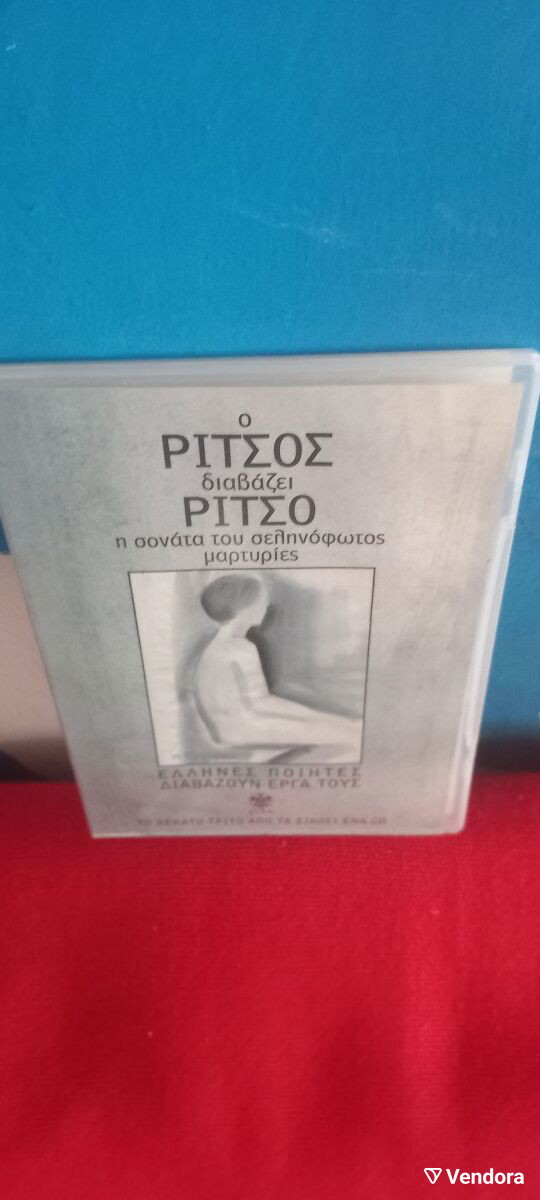 ο
ΡΙΤΣΟΣ
διαβάζει
ΡΙΤΣΟ
η σονάτα του σεληνόφωτος
μαρτυρίες
ΕΛΛΗΝΕΣ ΠΟΙΗΤΕΣ
ΔΙΑΒΑΖΟΥΝ ΕΡΓΑ ΤΟΥΣ
ΤΟ ΔΕΚΑΤΟ ΤΡΙΤΟ ΑΠΟ ΤΑ ΕΙΚΟΣΙ ΕΝΑ CD
Vendora